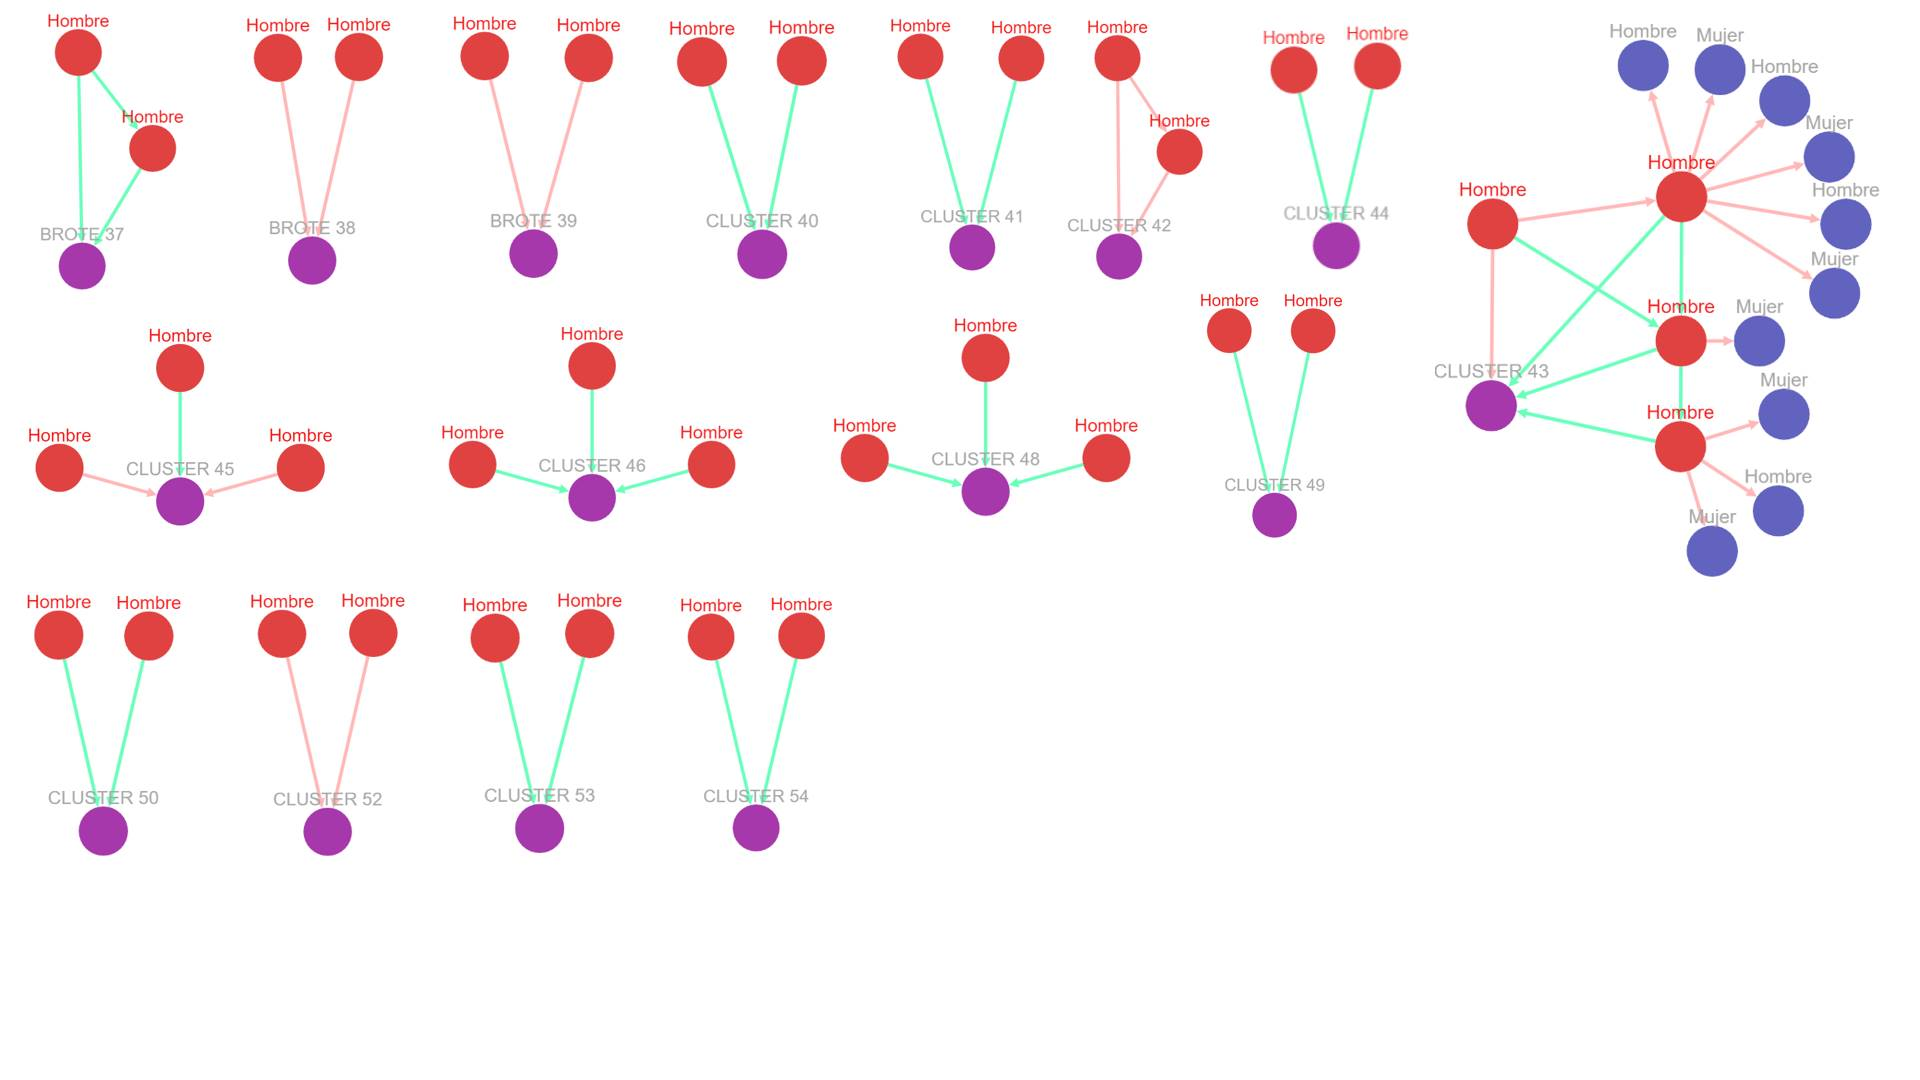 Hombre
Hombre
BROTE 37
Hombre
Hombre
BROTE 38
Hombre
Hombre
BROTE 39
Hombre
Hombre
CLUSTER 40
Hombre
Hombre
CLUSTER 41
Hombre
Hombre
CLUSTER 42
Hombre
Hombre
CLUSTER 44
Hombre
Mujer
Hombre
Mujer
Hombre
Hombre
Hombre
Mujer
Hombre
Mujer
CLUSTER 43
Mujer
Hombre
Hombre
Mujer
Hombre
Hombre
Hombre
CLUSTER 45
Hombre
Hombre
Hombre
CLUSTER 46
Hombre
Hombre
Hombre
CLUSTER 48
Hombre
Hombre
CLUSTER 49
Hombre
Hombre
CLUSTER 50
Hombre
Hombre
CLUSTER 52
Hombre
Hombre
CLUSTER 53
Hombre
Hombre
CLUSTER 54